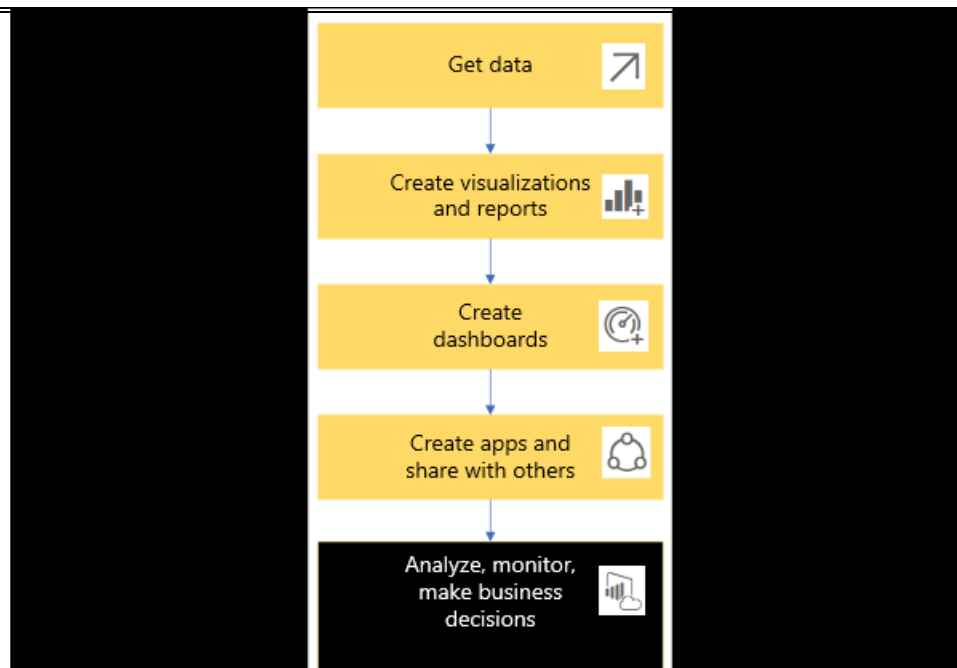 Get data
Create visualizations
and reports
Create
dashboards
Create apps and
share with others
Analyze, monitor,
make business
decisions